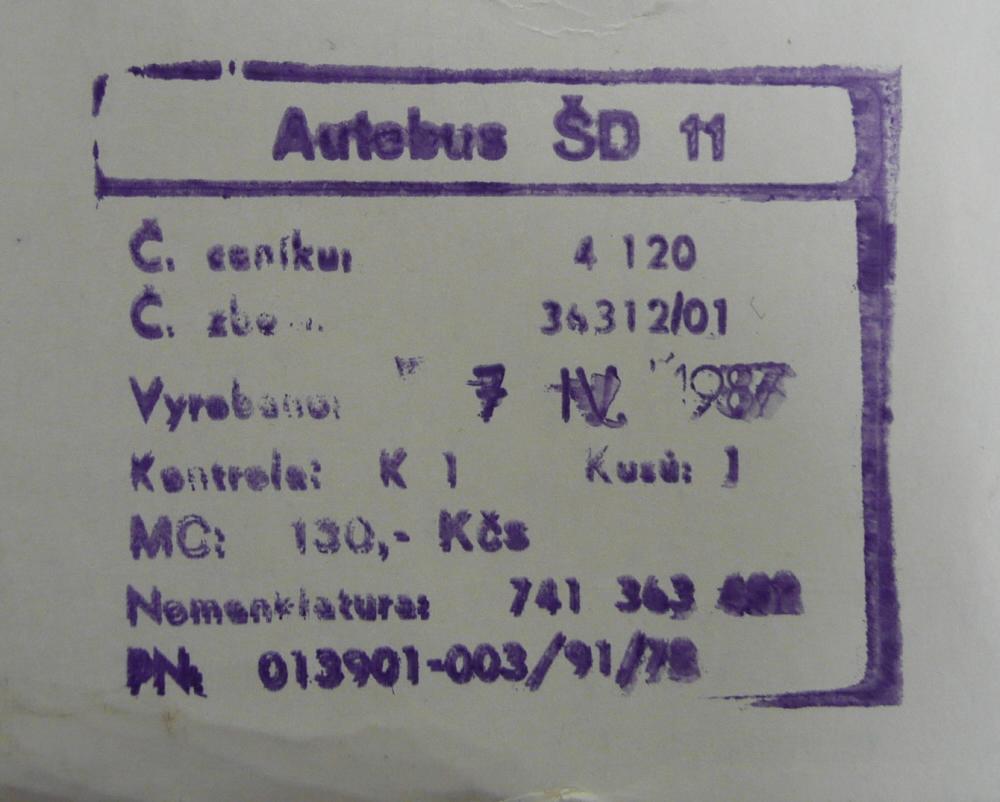 Autobus ŠD 11
Č. ceníku: 4 120
Č. 36312/01
Vyrobeno: 7 IV 1987
Kontrola: K 1 Kusů: 1
MC: 130,- Kčs
Nomenklatura: 741 363
PN: 013901-003/91/78